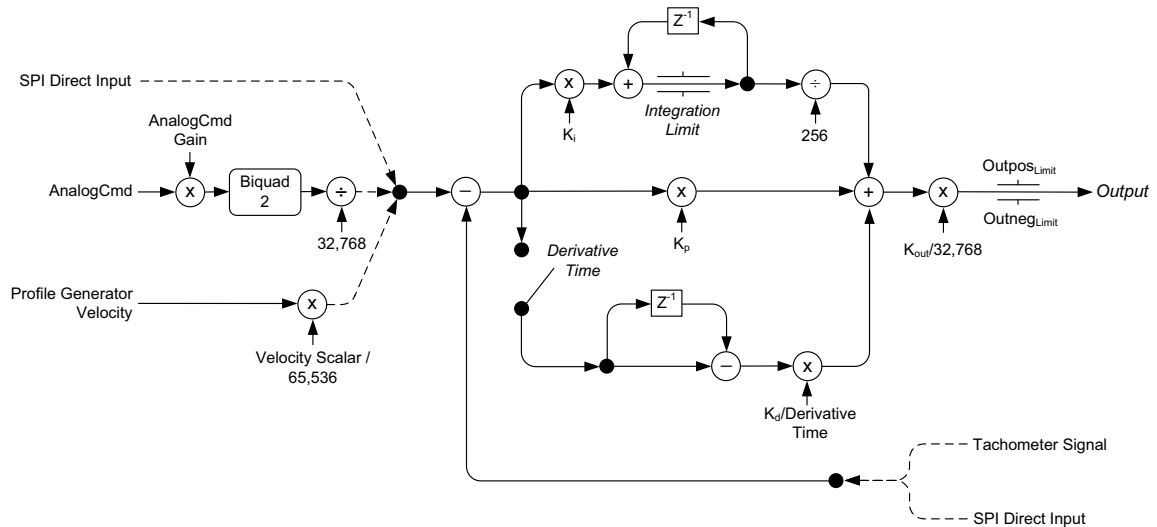 Z-1
SPI Direct Input
AnalogCmd
Gain
x
+
Integration
Limit
÷
Ki
256
AnalogCmd
x
Biquad
2
÷
−
x
+
x
OutposLimit
OutnegLimit
Output
32,768
Kp
Kout/32,768
Derivative
Time
Profile Generator
Velocity
x
Z-1
Velocity Scalar /
65,536
−
x
Kd/Derivative
Time
Tachometer Signal
SPI Direct Input